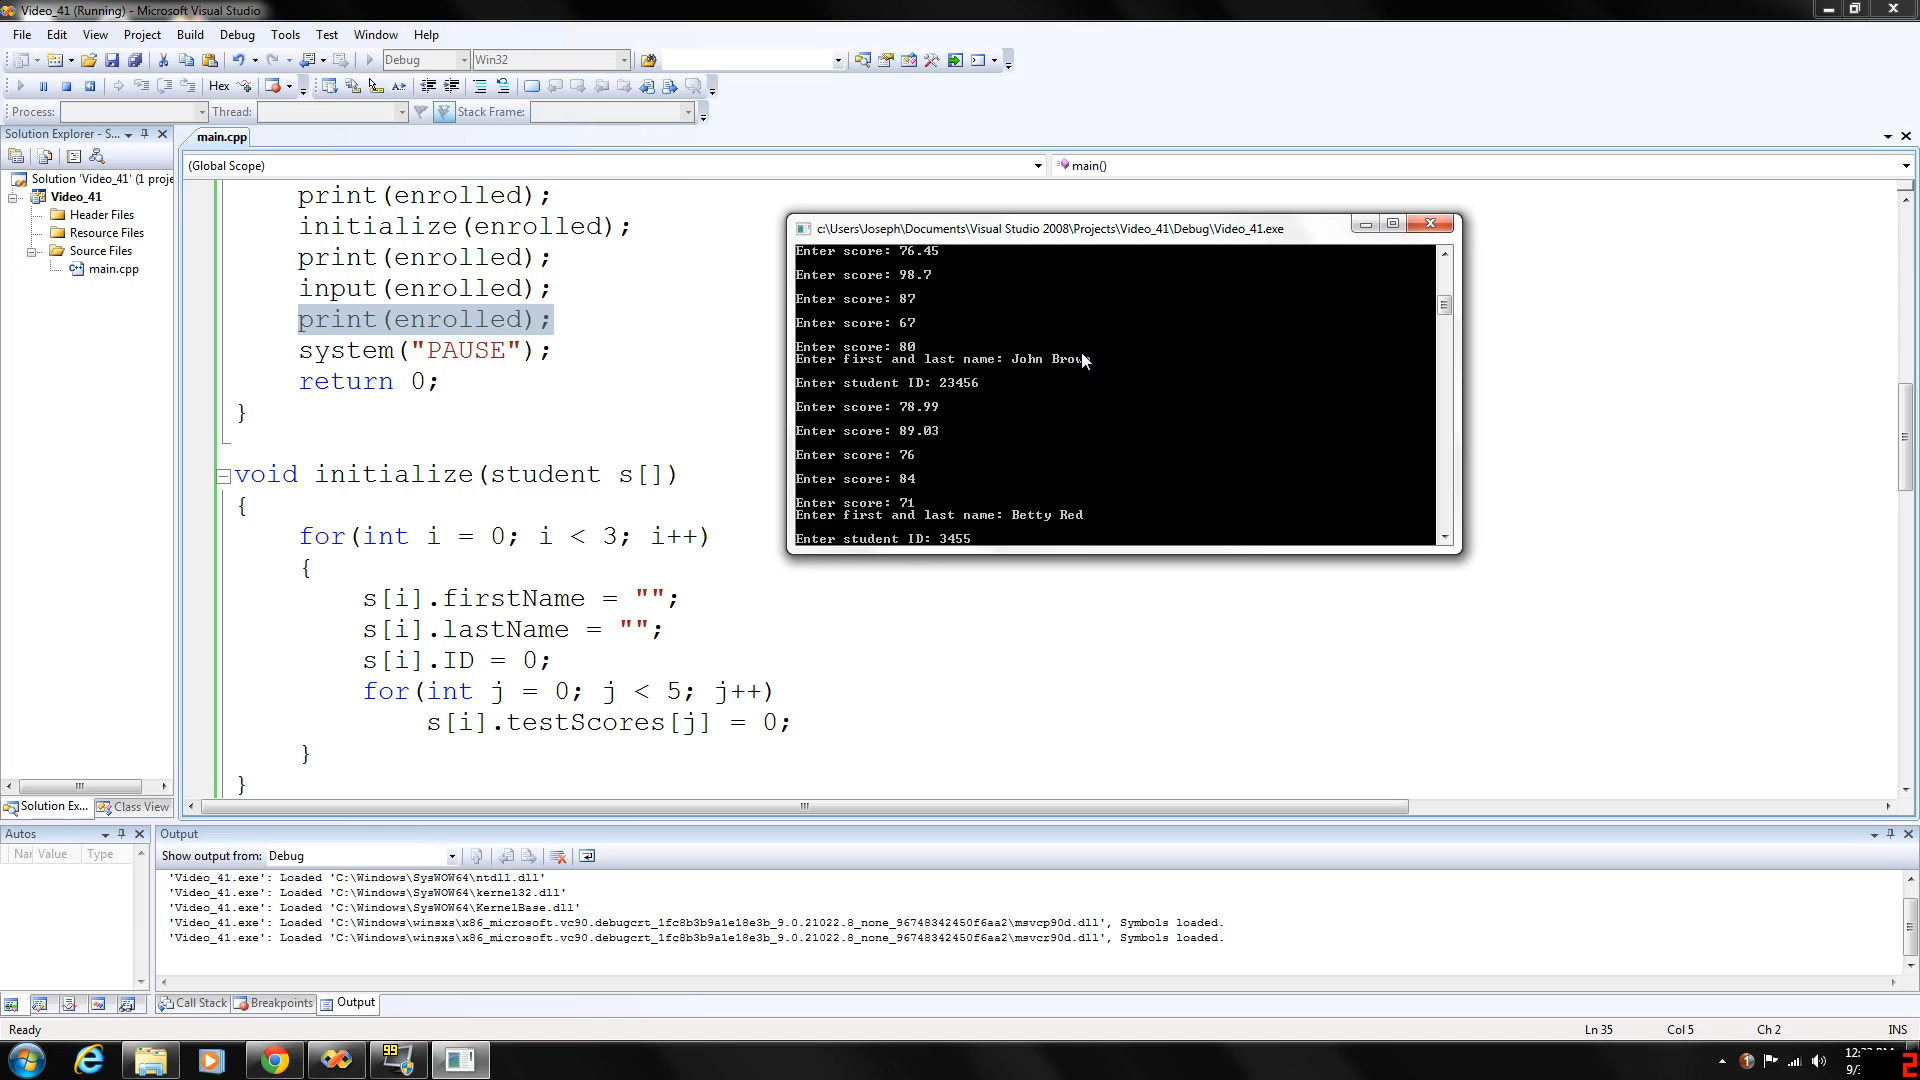 Video_41 (Running) - Microsoft Visual Studio
File Edit View Project Build Debug Tools Test Window Help
Debug Win32
Hex
Process: Thread: Stack Frame:
Solution Explorer - S...
main.cpp
(Global Scope) main()
Solution 'Video_41' (1 proje
Video_41
Header Files
Resource Files
Source Files
main.cpp
print(enrolled);
initialize(enrolled);
print(enrolled);
input(enrolled);
print(enrolled);
system("PAUSE");
return 0;
}
void initialize(student s[])
{
for(int i = 0; i < 3; i++)
{
s[i].firstName = "";
s[i].lastName = "";
s[i].ID = 0;
for(int j = 0; j < 5; j++)
s[i].testScores[j] = 0;
}
}
c:\Users\Joseph\Documents\Visual Studio 2008\Projects\Video_41\Debug\Video_41.exe
Enter score: 76.45
Enter score: 98.7
Enter score: 87
Enter score: 67
Enter score: 80
Enter first and last name: John Brown
Enter student ID: 23456
Enter score: 78.99
Enter score: 89.03
Enter score: 76
Enter score: 84
Enter score: 71
Enter first and last name: Betty Red
Enter student ID: 3455
Solution Ex... Class View
Autos
Nar Value Type
Output
Show output from: Debug
'Video_41.exe': Loaded 'C:\Windows\SysWOW64\ntdll.dll'
'Video_41.exe': Loaded 'C:\Windows\SysWOW64\kernel32.dll'
'Video_41.exe': Loaded 'C:\Windows\SysWOW64\KernelBase.dll'
'Video_41.exe': Loaded 'C:\Windows\winsxs\x86_microsoft.vc90.debugcrt_1fc8b3b9a1e18e3b_9.0.21022.8_none_96748342450f6aa2\msvcp90d.dll', Symbols loaded.
'Video_41.exe': Loaded 'C:\Windows\winsxs\x86_microsoft.vc90.debugcrt_1fc8b3b9a1e18e3b_9.0.21022.8_none_96748342450f6aa2\msvcr90d.dll', Symbols loaded.
Call Stack Breakpoints Output
Ready Ln 35 Col 5 Ch 2 INS
99